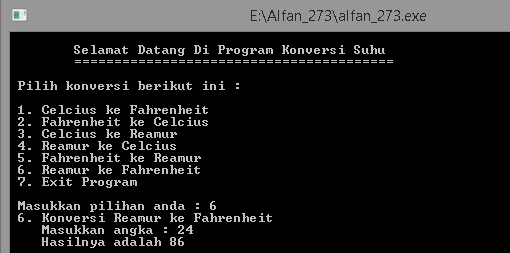 E:\Alfan_273\alfan_273.exe
Selamat Datang Di Program Konversi Suhu
========================================
Pilih konversi berikut ini :
1. Celcius ke Fahrenheit
2. Fahrenheit ke Celcius
3. Celcius ke Reamur
4. Reamur ke Celcius
5. Fahrenheit ke Reamur
6. Reamur ke Fahrenheit
7. Exit Program
Masukkan pilihan anda : 6
6. Konversi Reamur ke Fahrenheit
Masukkan angka : 24
Hasilnya adalah 86